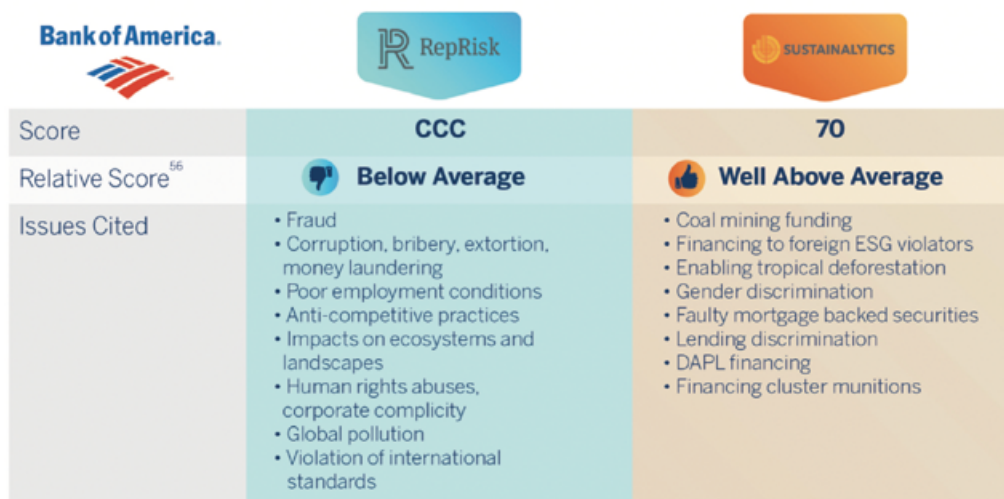 Bank of America.
RepRisk
SUSTAINALYTICS
Score
CCC
70
Relative Score56
Below Average
Well Above Average
Issues Cited
• Fraud
• Corruption, bribery, extortion,
money laundering
• Poor employment conditions
• Anti-competitive practices
• Impacts on ecosystems and
landscapes
• Human rights abuses,
corporate complicity
• Global pollution
• Violation of international
standards
• Coal mining funding
• Financing to foreign ESG violators
• Enabling tropical deforestation
• Gender discrimination
• Faulty mortgage backed securities
• Lending discrimination
• DAPL financing
• Financing cluster munitions